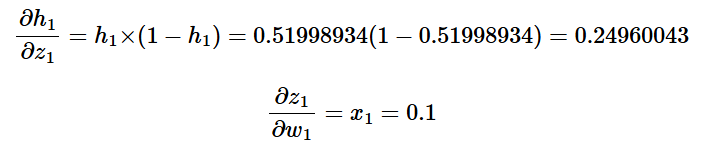 ∂h₁/∂z₁ = h₁×(1 − h₁) = 0.51998934(1 − 0.51998934) = 0.24960043
∂z₁/∂w₁ = x₁ = 0.1